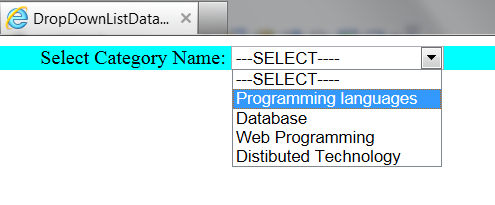 DropDownListData...
Select Category Name: ---SELECT----
---SELECT----
Programming languages
Database
Web Programming
Distibuted Technology